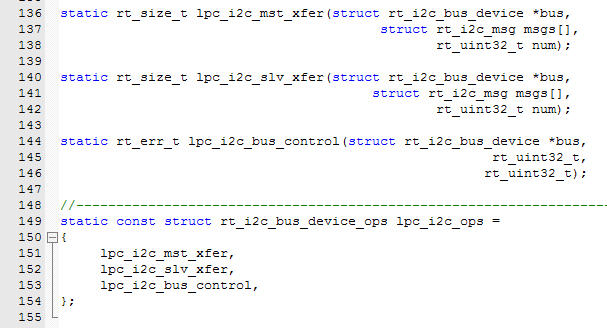 136 static rt_size_t lpc_i2c_mst_xfer(struct rt_i2c_bus_device *bus,
137 struct rt_i2c_msg msgs[],
138 rt_uint32_t num);
139
140 static rt_size_t lpc_i2c_slv_xfer(struct rt_i2c_bus_device *bus,
141 struct rt_i2c_msg msgs[],
142 rt_uint32_t num);
143
144 static rt_err_t lpc_i2c_bus_control(struct rt_i2c_bus_device *bus,
145 rt_uint32_t,
146 rt_uint32_t);
147
148 //-------------------------------------------------------------------
149 static const struct rt_i2c_bus_device_ops lpc_i2c_ops =
150 {
151 lpc_i2c_mst_xfer,
152 lpc_i2c_slv_xfer,
153 lpc_i2c_bus_control,
154 };
155